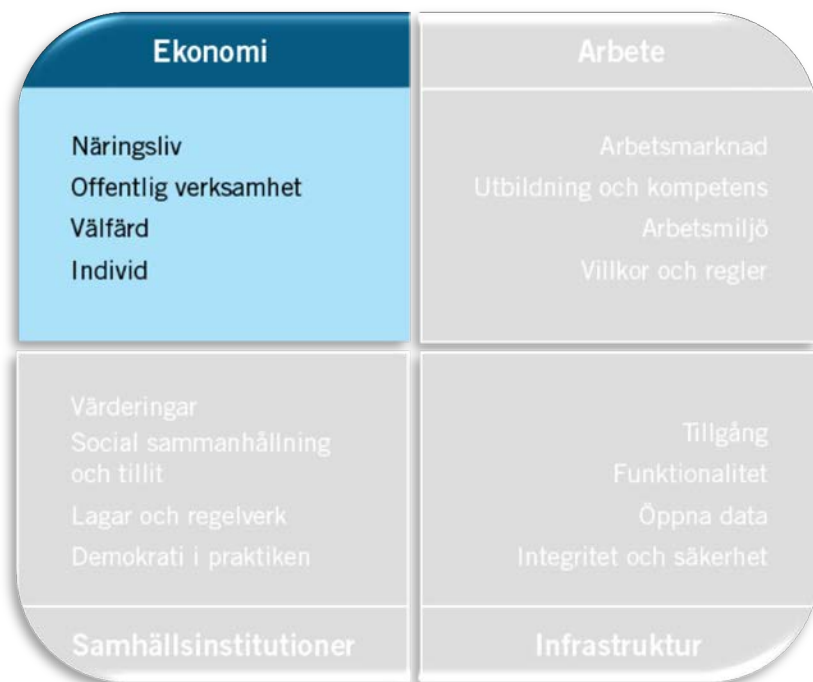 Ekonomi
Näringsliv
Offentlig verksamhet
Välfärd
Individ
Arbete
Arbetsmarknad
Utbildning och kompetens
Arbetsmiljö
Villkor och regler
Värderingar
Social sammanhållning
och tillit
Lagar och regelverk
Demokrati i praktiken
Samhällsinstitutioner
Tillgång
Funktionalitet
Öppna data
Integritet och säkerhet
Infrastruktur